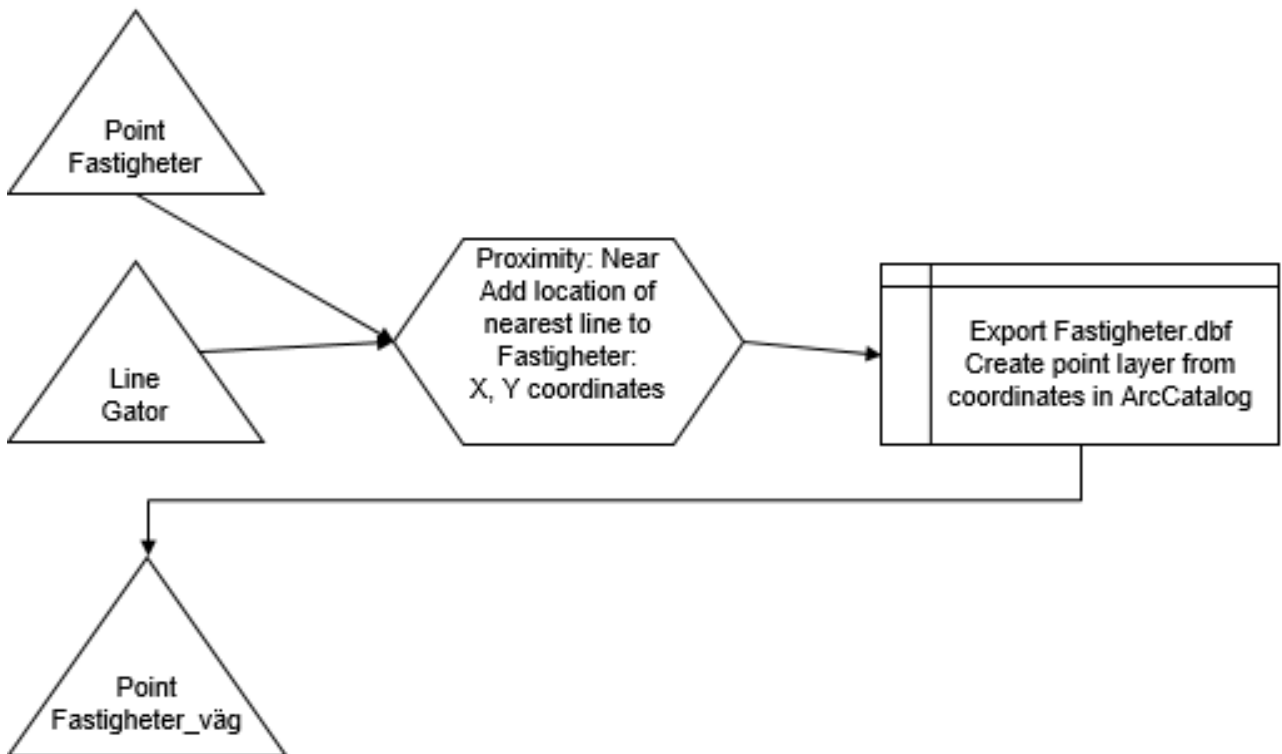 Point
Fastigheter
Line
Gator
Proximity: Near
Add location of
nearest line to
Fastigheter:
X, Y coordinates
Export Fastigheter.dbf
Create point layer from
coordinates in ArcCatalog
Point
Fastigheter_väg